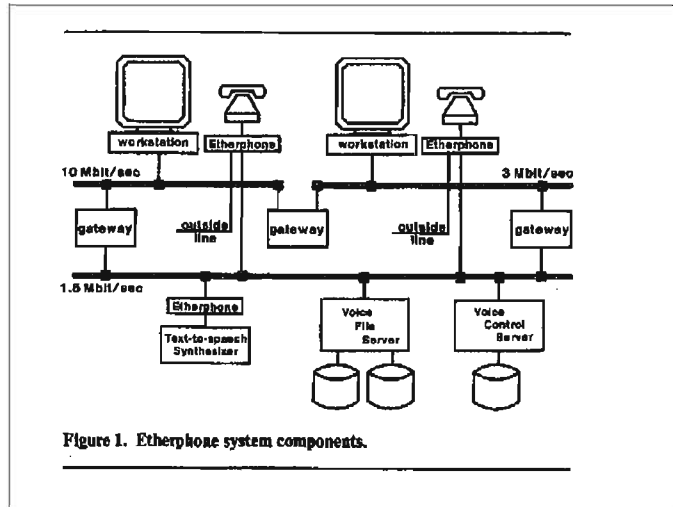 workstation
Etherphone
workstation
Etherphone
10 Mbit/sec
3 Mbit/sec
gateway
outside
line
gateway
outside
line
gateway
1.5 Mbit/sec
Etherphone
Text-to-speech
Synthesizer
Voice
File
Server
Voice
Control
Server
Figure 1. Etherphone system components.